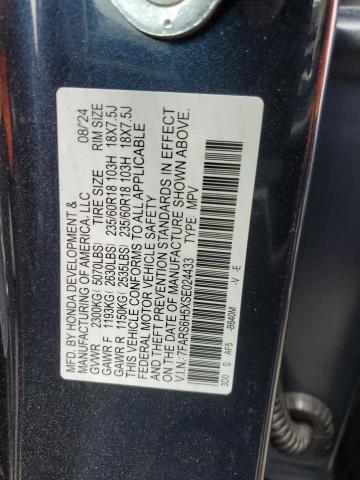 MFD. BY HONDA DEVELOPMENT & 08/24
MANUFACTURING OF AMERICA, LLC
GVWR 2300KG( 5070LBS) TIRE SIZE RIM SIZE
GAWR F 1193KG( 2630LBS) 235/60R18 103H 18X7.5J
GAWR R 1150KG( 2535LBS) 235/60R18 103H 18X7.5J
THIS VEHICLE CONFORMS TO ALL APPLICABLE
FEDERAL MOTOR VEHICLE SAFETY
AND THEFT PREVENTION STANDARDS IN EFFECT
ON THE DATE OF MANUFACTURE SHOWN ABOVE.
V.I.N.: 7FARS6H5XSE024433 TYPE: MPV
3D0 S AF5 -B640M -V -E